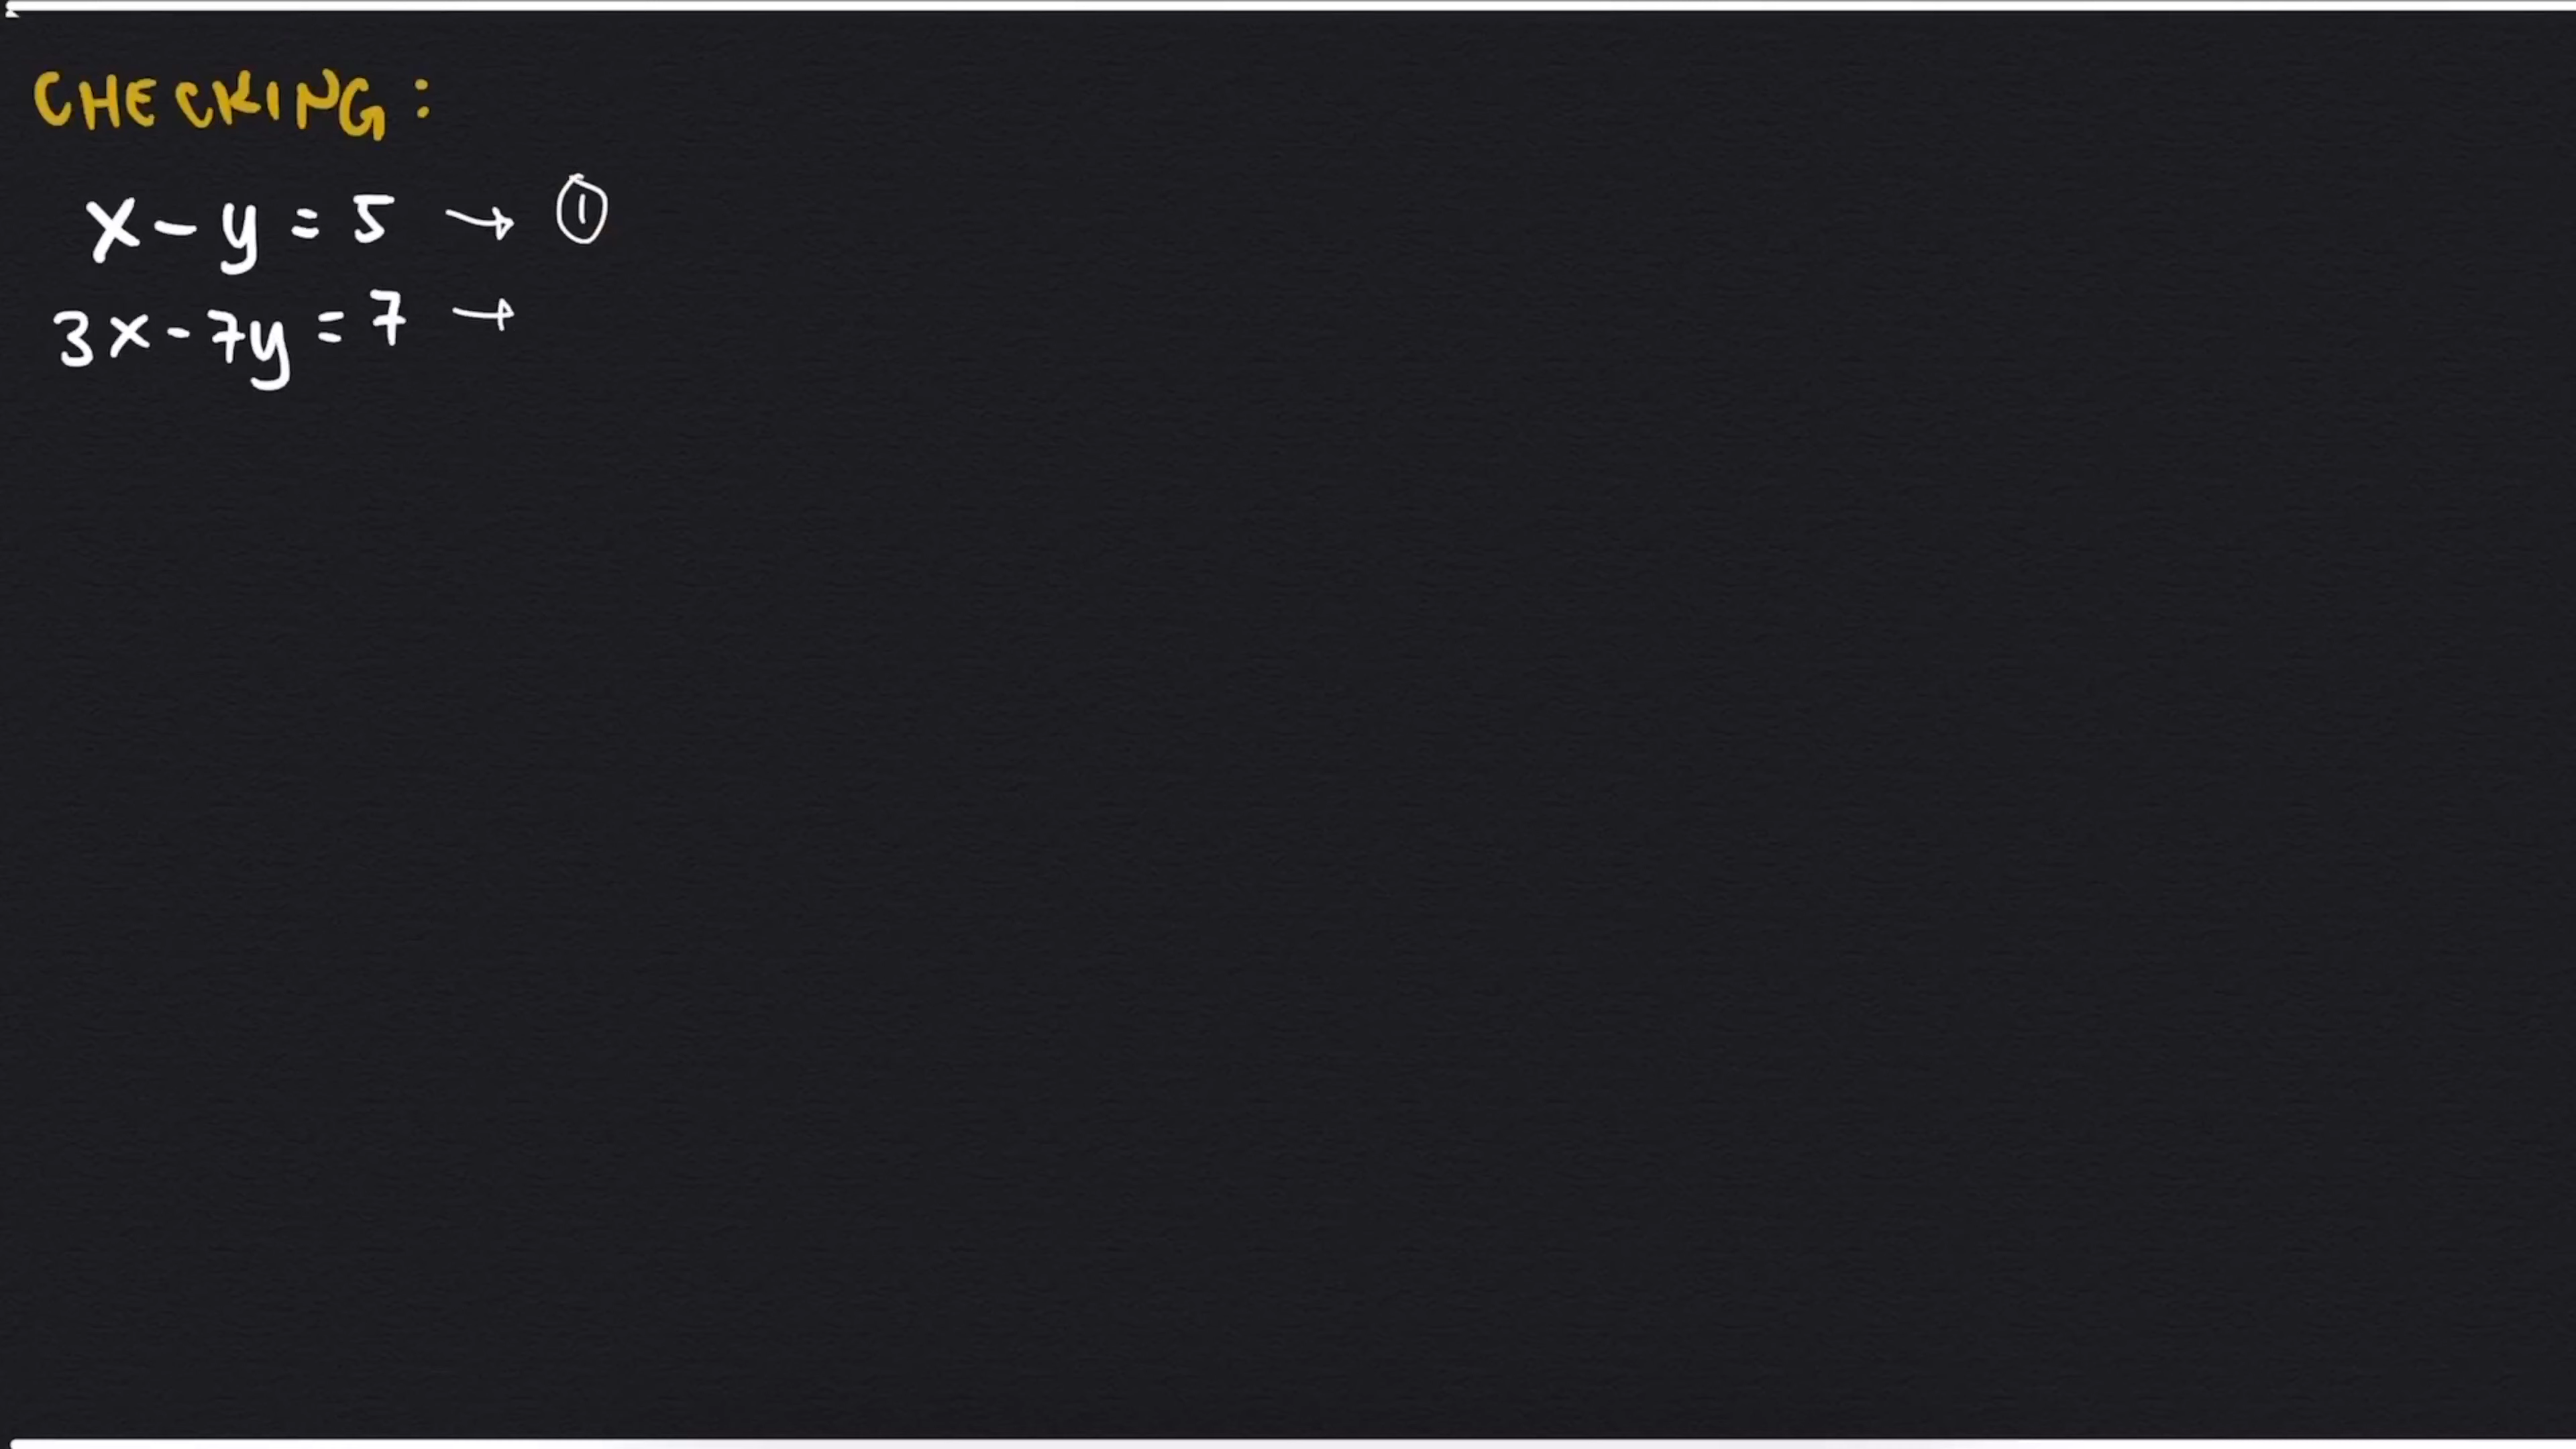 CHECKING:
x - y = 5 → ①
3x - 7y = 7 →